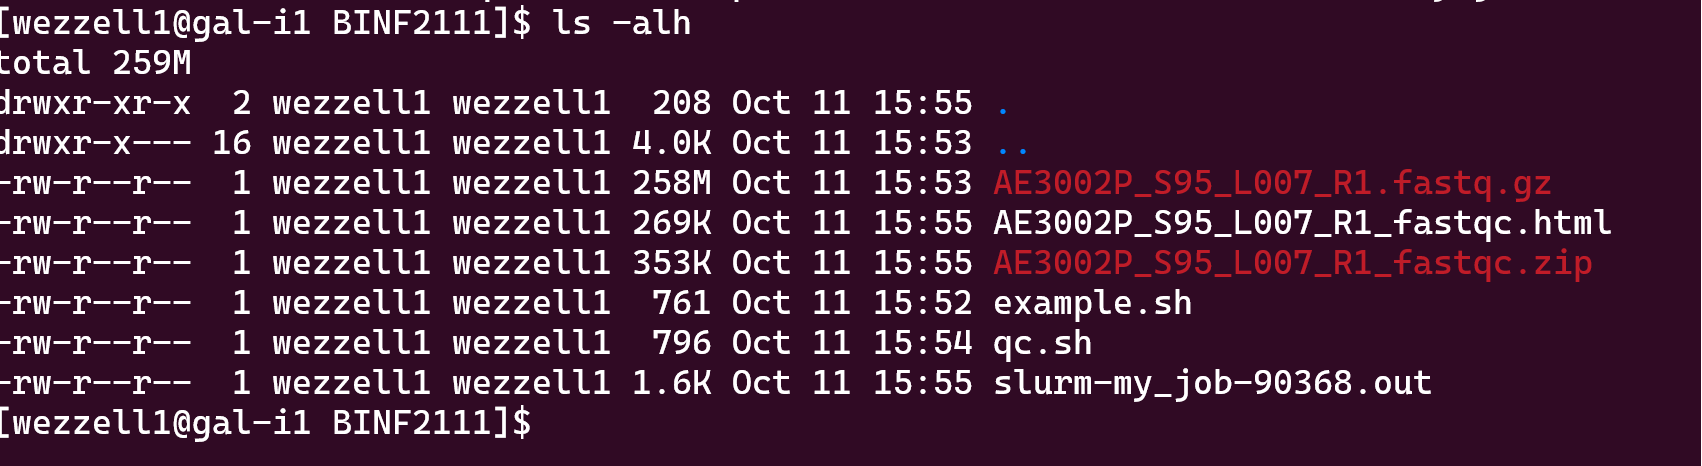 [wezzell1@gal-i1 BINF2111]$ ls -alh
total 259M
drwxr-xr-x  2 wezzell1 wezzell1  208 Oct 11 15:55 .
drwxr-x--- 16 wezzell1 wezzell1 4.0K Oct 11 15:53 ..
-rw-r--r--  1 wezzell1 wezzell1 258M Oct 11 15:53 AE3002P_S95_L007_R1.fastq.gz
-rw-r--r--  1 wezzell1 wezzell1 269K Oct 11 15:55 AE3002P_S95_L007_R1_fastqc.html
-rw-r--r--  1 wezzell1 wezzell1 353K Oct 11 15:55 AE3002P_S95_L007_R1_fastqc.zip
-rw-r--r--  1 wezzell1 wezzell1  761 Oct 11 15:52 example.sh
-rw-r--r--  1 wezzell1 wezzell1  796 Oct 11 15:54 qc.sh
-rw-r--r--  1 wezzell1 wezzell1 1.6K Oct 11 15:55 slurm-my_job-90368.out
[wezzell1@gal-i1 BINF2111]$